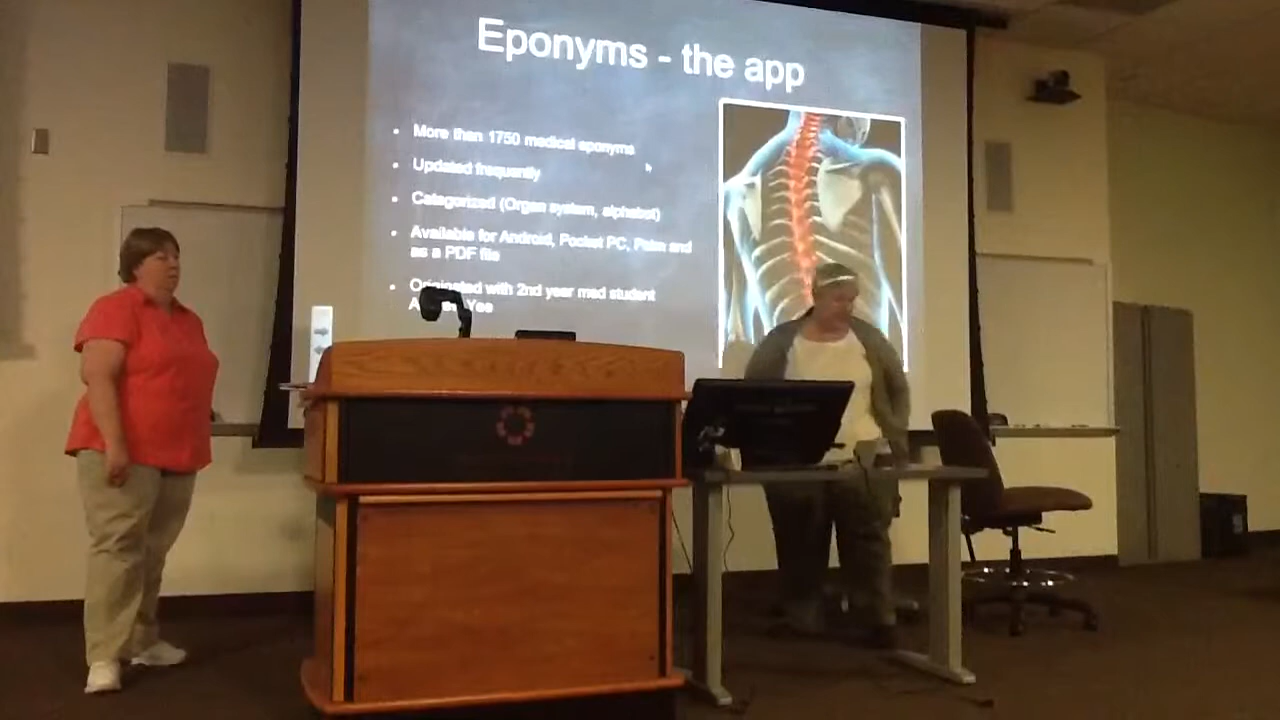 Eponyms - the app
• More than 1750 medical eponyms
• Updated frequently
• Categorized (Organ system, alphabet)
• Available for Android, Pocket PC, Palm and
as a PDF file
• Originated with 2nd year med student
Yee